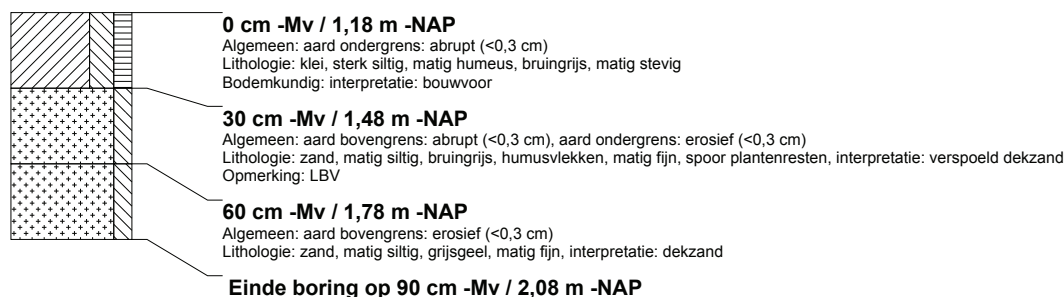 0 cm -Mv / 1,18 m -NAP
Algemeen: aard ondergrens: abrupt (<0,3 cm)
Lithologie: klei, sterk siltig, matig humeus, bruingrijs, matig stevig
Bodemkundig: interpretatie: bouwvoor
30 cm -Mv / 1,48 m -NAP
Algemeen: aard bovengrens: abrupt (<0,3 cm), aard ondergrens: erosief (<0,3 cm)
Lithologie: zand, matig siltig, bruingrijs, humusvlekken, matig fijn, spoor plantenresten, interpretatie: verspoeld dekzand
Opmerking: LBV
60 cm -Mv / 1,78 m -NAP
Algemeen: aard bovengrens: erosief (<0,3 cm)
Lithologie: zand, matig siltig, grijsgeel, matig fijn, interpretatie: dekzand
Einde boring op 90 cm -Mv / 2,08 m -NAP